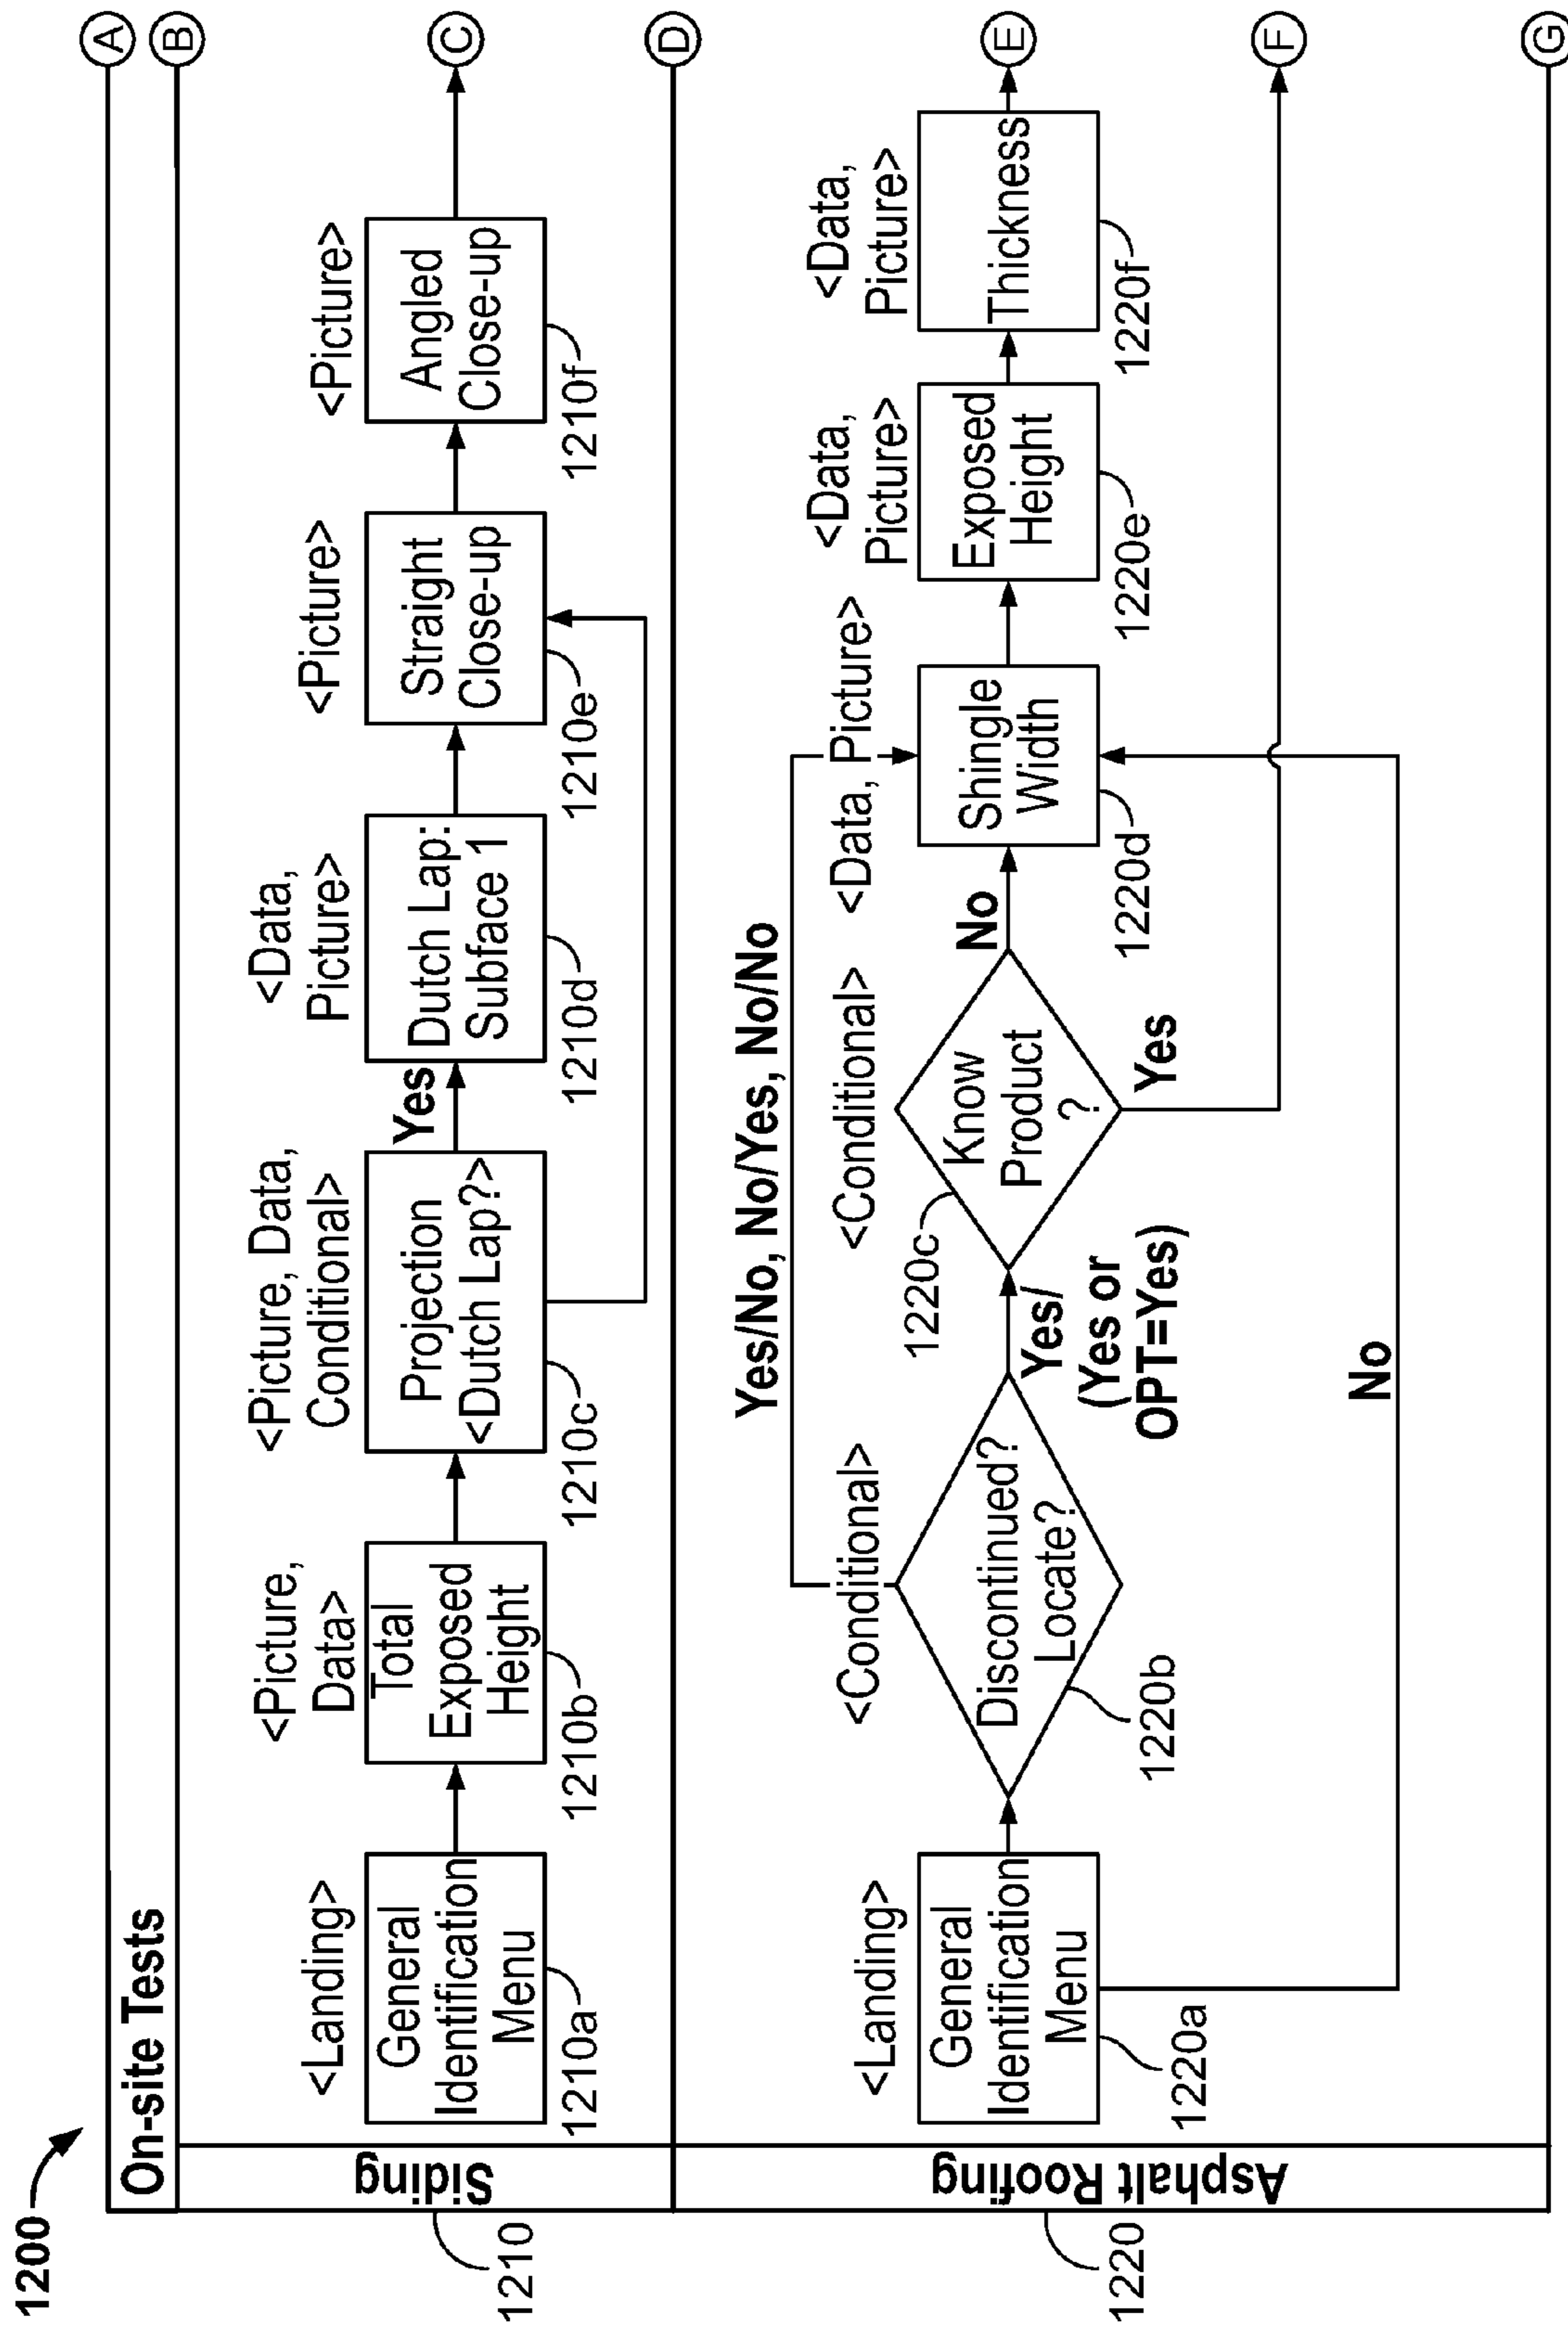 1200
On-site Tests
A
B
Siding
1210
<Landing>
General
Identification
Menu
1210a
<Picture,
Data>
Total
Exposed
Height
1210b
<Picture, Data,
Conditional>
Projection
<Dutch Lap?>
1210c
Yes
<Data,
Picture>
Dutch Lap:
Subface 1
1210d
<Picture>
Straight
Close-up
1210e
<Picture>
Angled
Close-up
1210f
C
D
Asphalt Roofing
1220
<Landing>
General
Identification
Menu
1220a
<Conditional>
Discontinued?
Locate?
1220b
Yes/No, No/Yes, No/No
Yes/
(Yes or
OPT=Yes)
No
<Conditional>
Know
Product
?
1220c
No
Yes
<Data, Picture>
Shingle
Width
1220d
<Data,
Picture>
Exposed
Height
1220e
<Data,
Picture>
Thickness
1220f
E
F
G